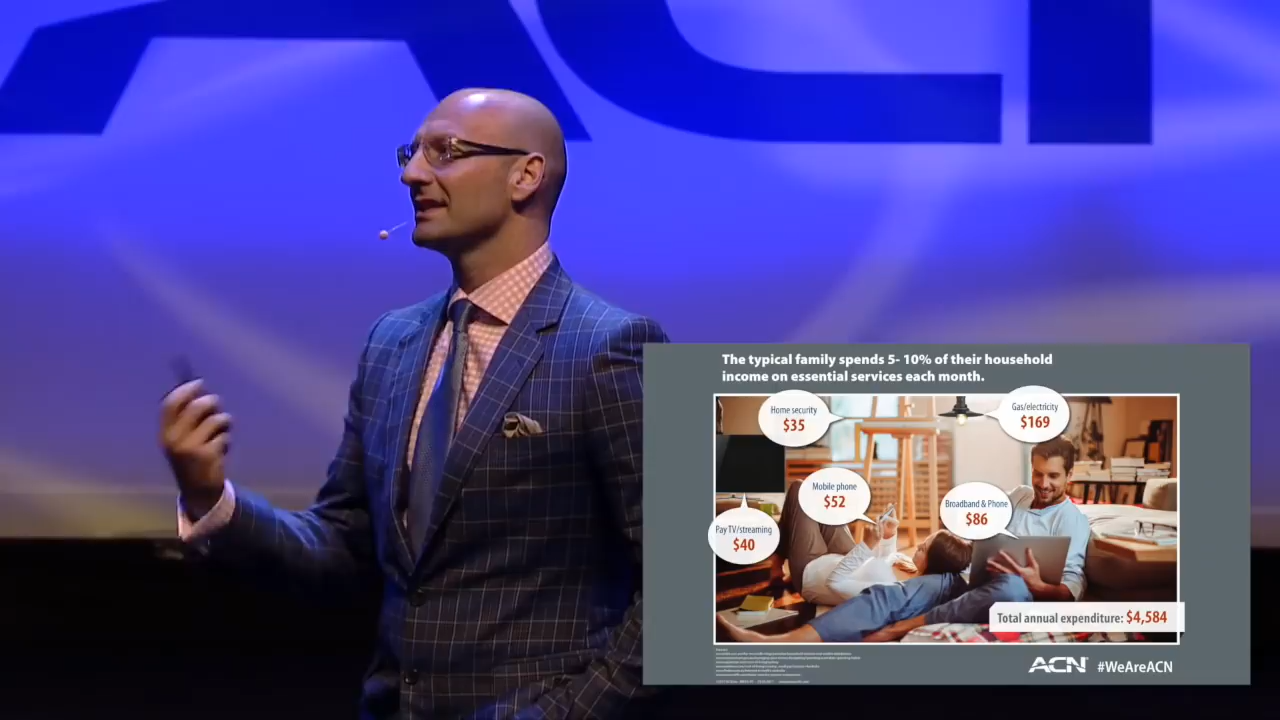 ACN
The typical family spends 5- 10% of their household
income on essential services each month.
Home security
$35
Gas/electricity
$169
Mobile phone
$52
Broadband & Phone
$86
Pay TV/streaming
$40
Total annual expenditure: $4,584
ACN #WeAreACN